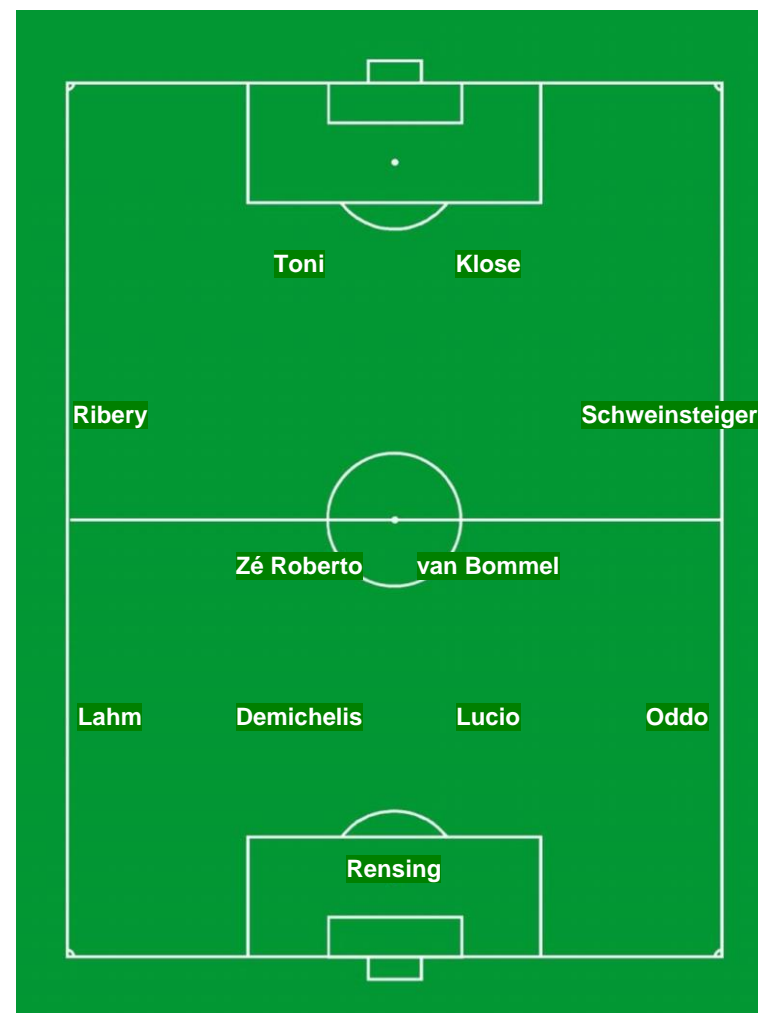 Toni Klose
Ribery Schweinsteiger
Zé Roberto van Bommel
Lahm Demichelis Lucio Oddo
Rensing